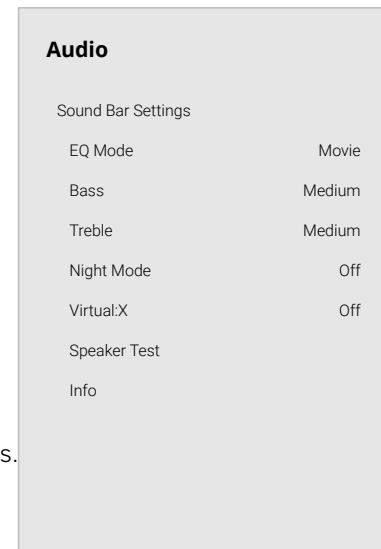 Audio
Sound Bar Settings
EQ Mode Movie
Bass Medium
Treble Medium
Night Mode Off
Virtual:X Off
Speaker Test
Info
s.